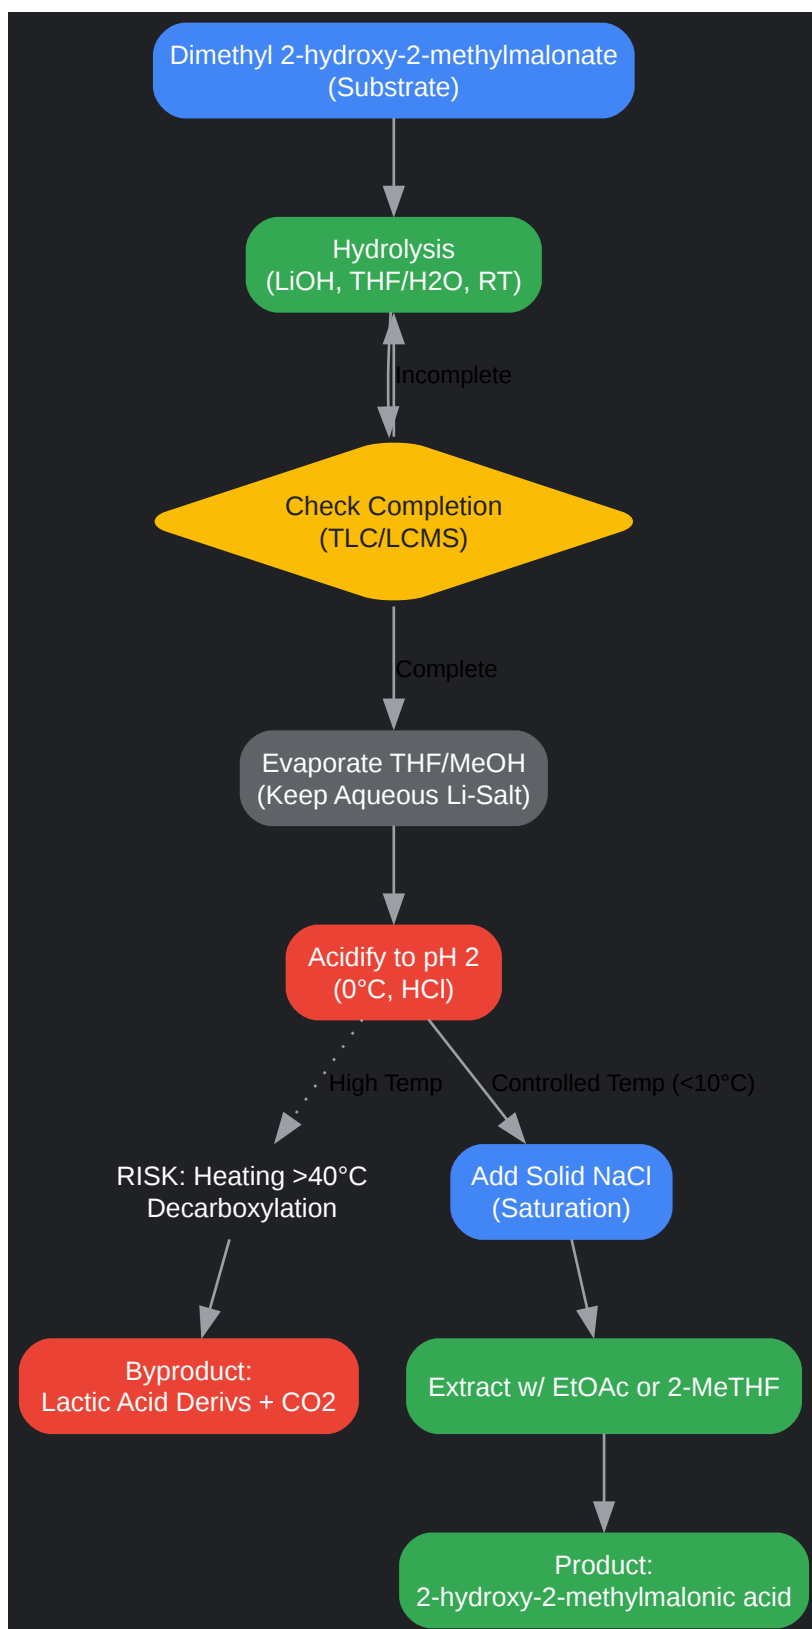 Dimethyl 2-hydroxy-2-methylmalonate
(Substrate)
Hydrolysis
(LiOH, THF/H2O, RT)
Incomplete
Check Completion
(TLC/LCMS)
Complete
Evaporate THF/MeOH
(Keep Aqueous Li-Salt)
Acidify to pH 2
(0°C, HCl)
High Temp
Controlled Temp (<10°C)
RISK: Heating >40°C
Decarboxylation
Add Solid NaCl
(Saturation)
Byproduct:
Lactic Acid Derivs + CO2
Extract w/ EtOAc or 2-MeTHF
Product:
2-hydroxy-2-methylmalonic acid